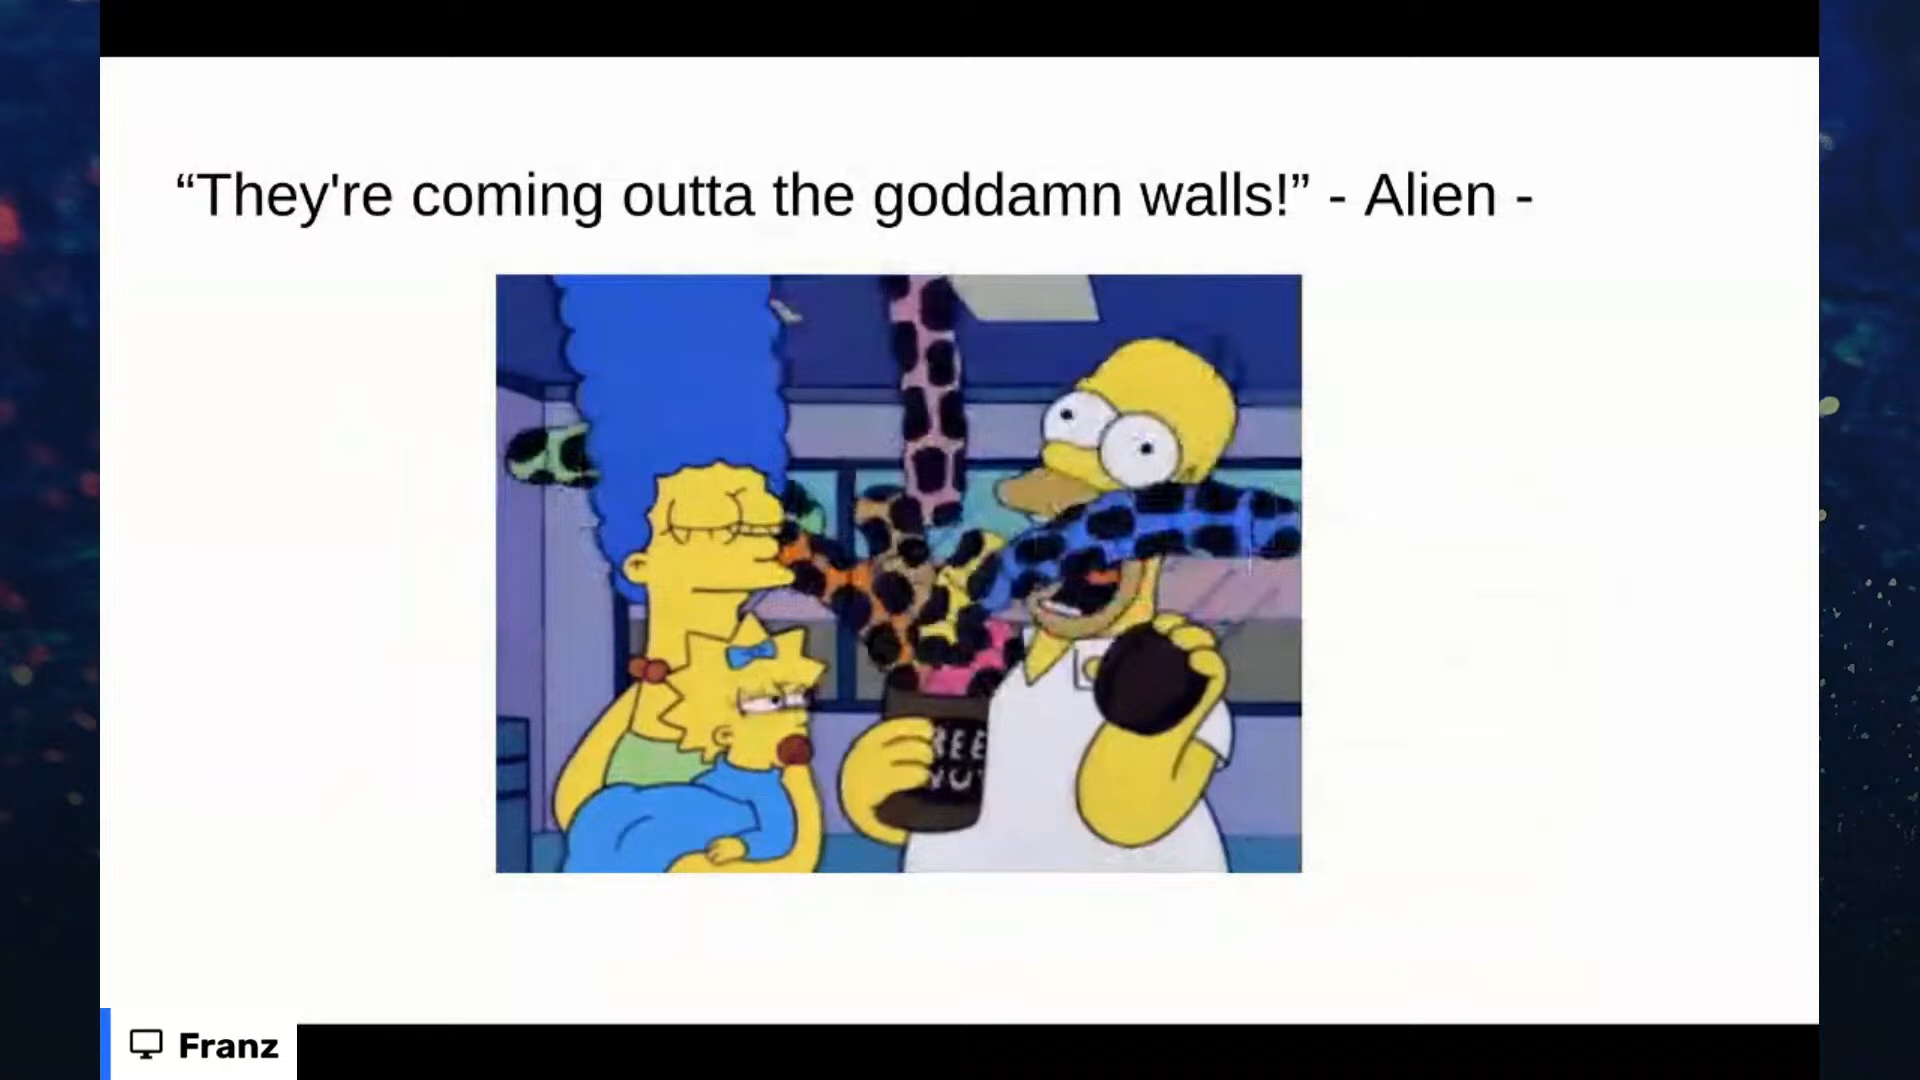 “They're coming outta the goddamn walls!” - Alien -
Franz